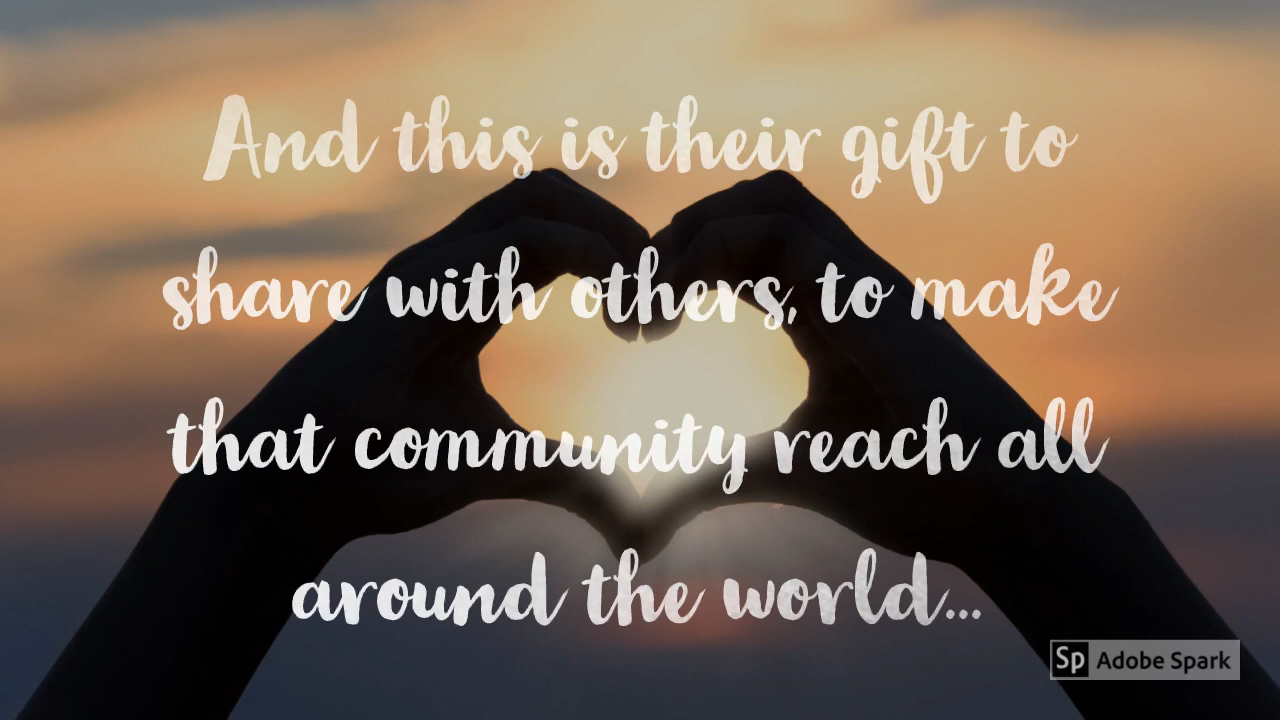 And this is their gift to
share with others, to make
that community reach all
around the world...
Sp Adobe Spark